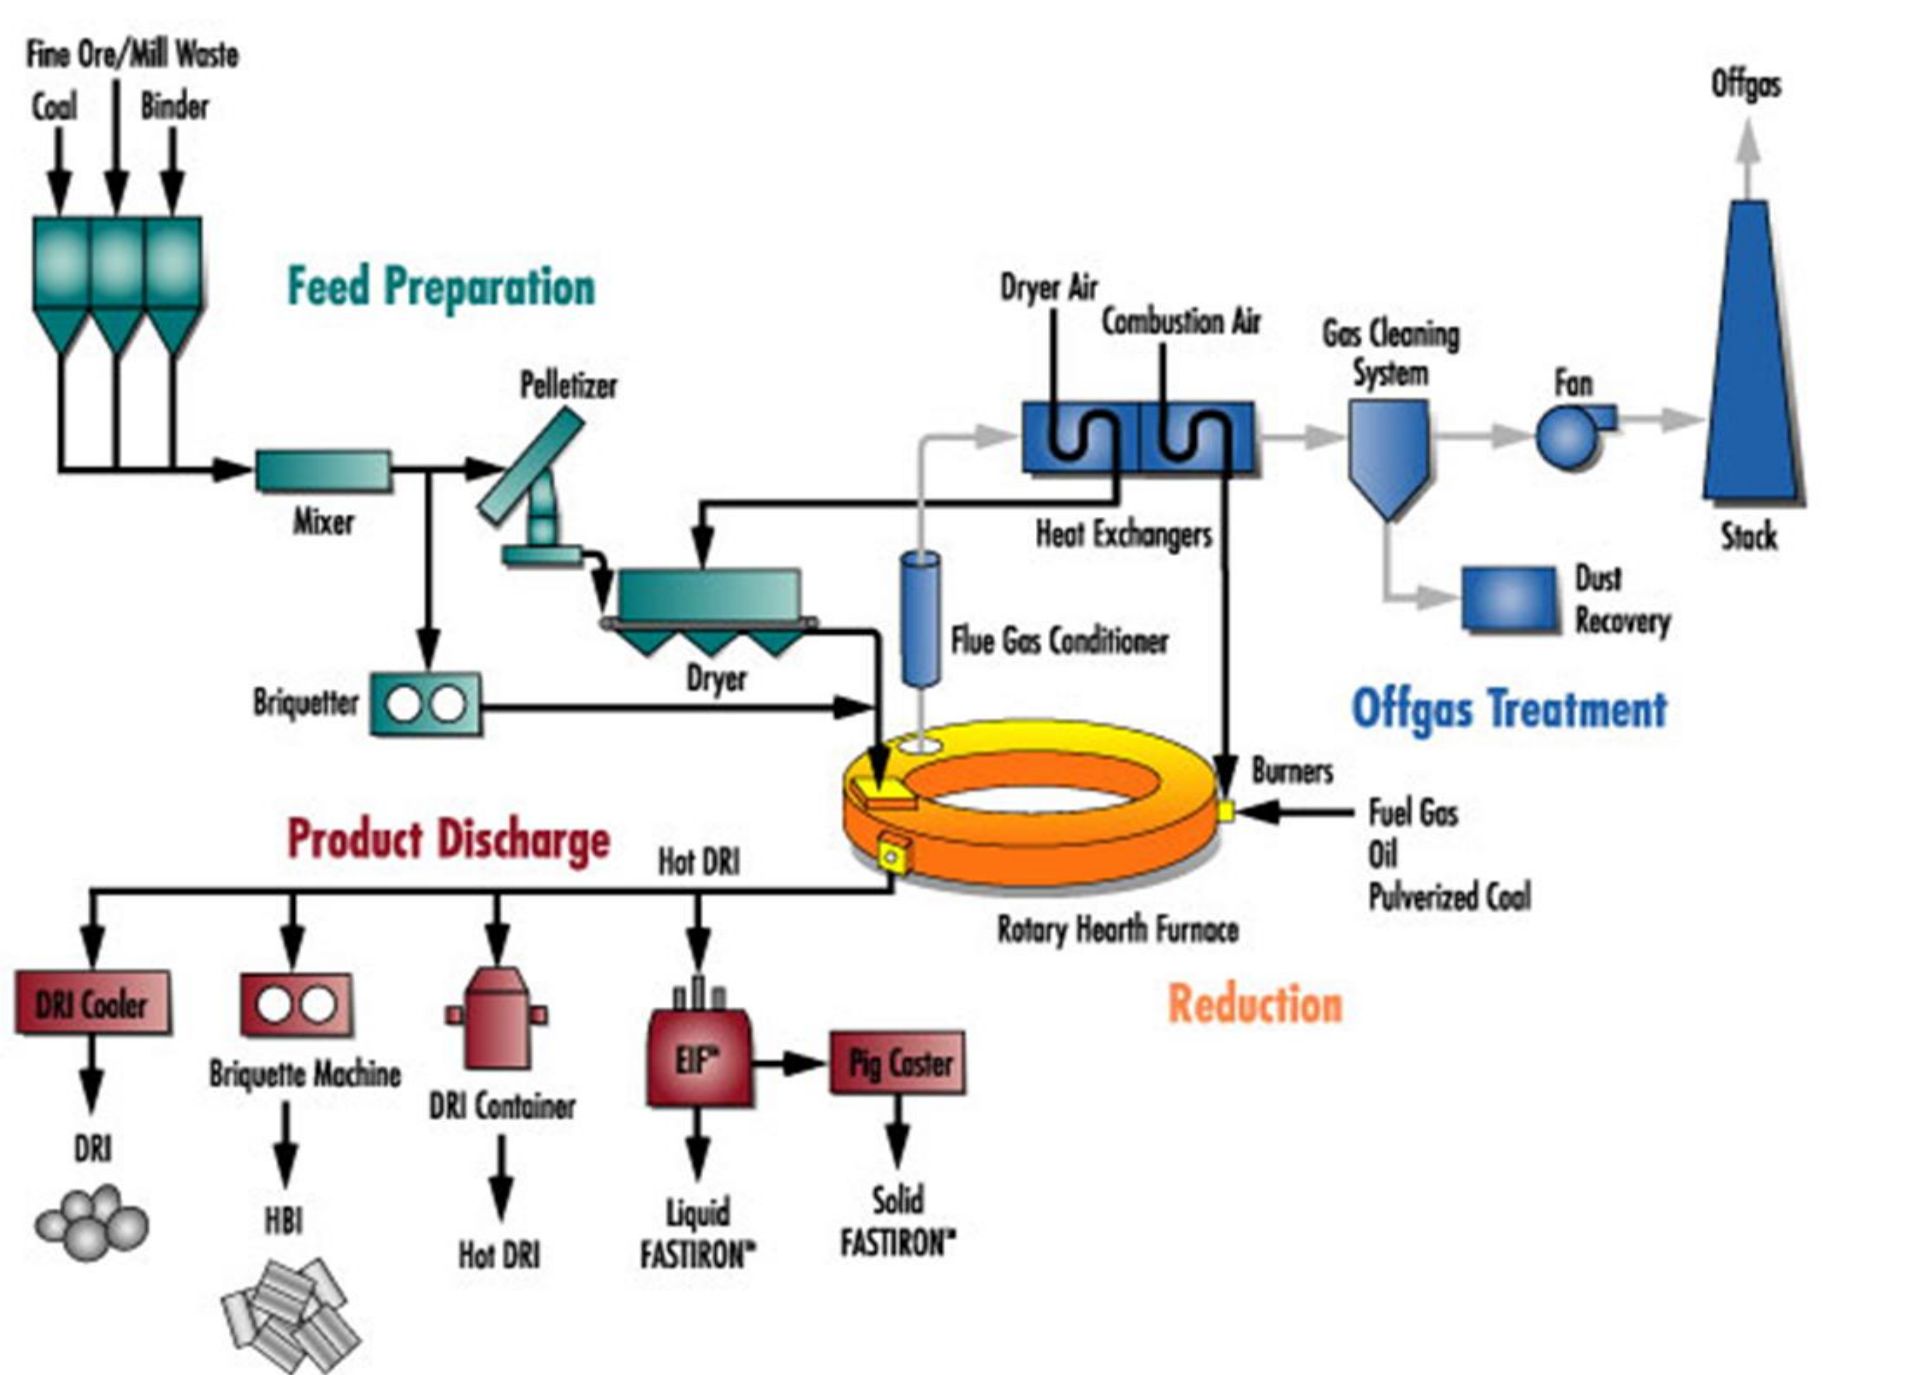 Fine Ore/Mill Waste
Coal
Binder
Offgas
Feed Preparation
Dryer Air
Combustion Air
Gas Cleaning
System
Fan
Pelletizer
Mixer
Heat Exchangers
Stack
Dust
Recovery
Flue Gas Conditioner
Dryer
Briquetter
Offgas Treatment
Burners
Fuel Gas
Oil
Pulverized Coal
Product Discharge
Hot DRI
Rotary Hearth Furnace
Reduction
DRI Cooler
Briquette Machine
DRI Container
EIF™
Pig Caster
DRI
HBI
Hot DRI
Liquid
FASTIRON™
Solid
FASTIRON™